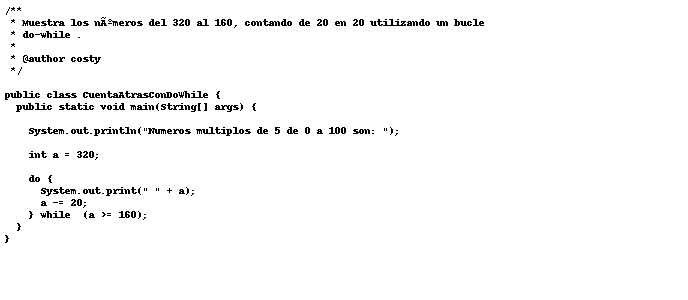 /**
 * Muestra los nÃºmeros del 320 al 160, contando de 20 en 20 utilizando un bucle
 * do-while .
 *
 * @author costy
 */
public class CuentaAtrasConDoWhile {
  public static void main(String[] args) {
    System.out.println("Numeros multiplos de 5 de 0 a 100 son: ");
    int a = 320;
    do {
      System.out.print(" " + a);
      a -= 20;
    } while  (a >= 160);
  }
}